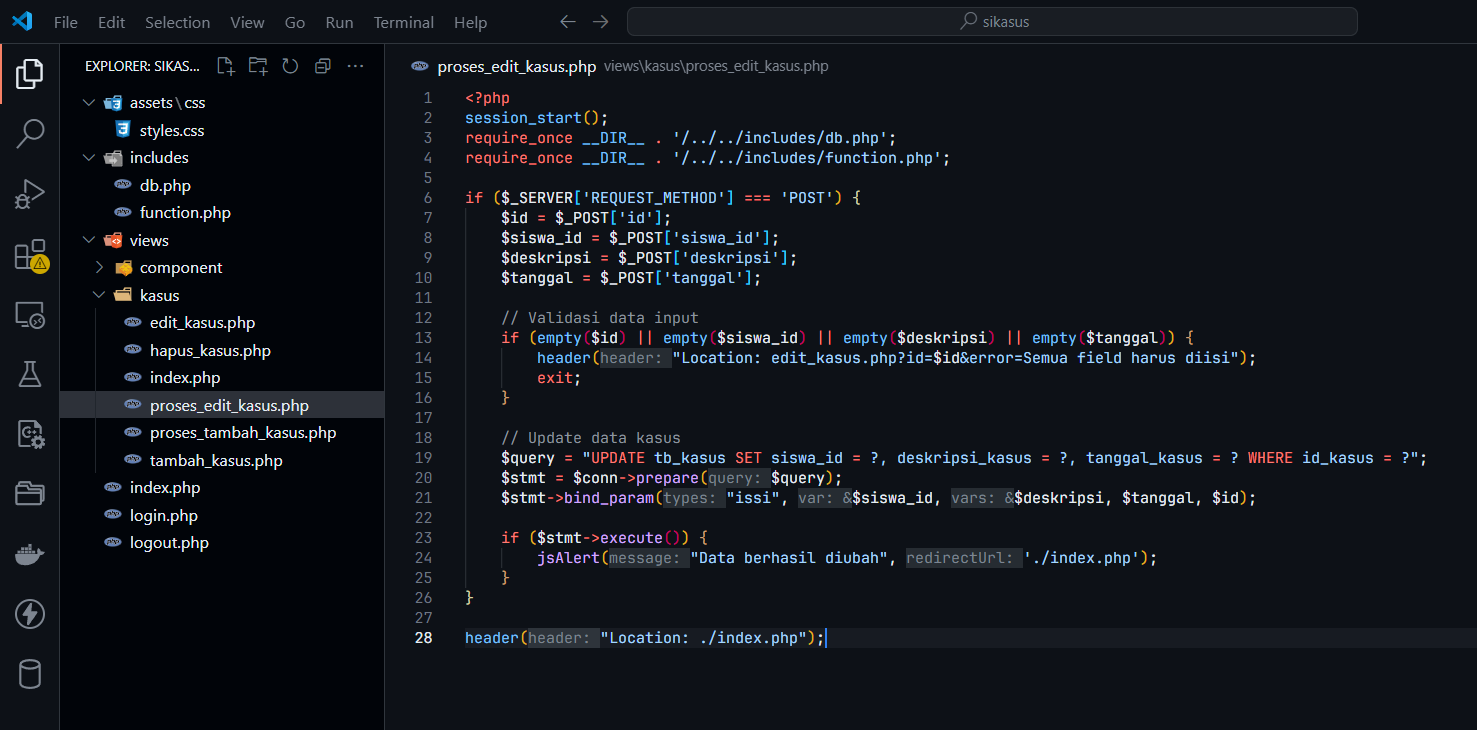 File Edit Selection View Go Run Terminal Help
sikasus
EXPLORER: SIKAS...
assets\css
styles.css
includes
db.php
function.php
views
component
kasus
edit_kasus.php
hapus_kasus.php
index.php
proses_edit_kasus.php
proses_tambah_kasus.php
tambah_kasus.php
index.php
login.php
logout.php
proses_edit_kasus.php views\kasus\proses_edit_kasus.php
1 <?php
2 session_start();
3 require_once __DIR__ . '/../../includes/db.php';
4 require_once __DIR__ . '/../../includes/function.php';
5
6 if ($_SERVER['REQUEST_METHOD'] === 'POST') {
7 $id = $_POST['id'];
8 $siswa_id = $_POST['siswa_id'];
9 $deskripsi = $_POST['deskripsi'];
10 $tanggal = $_POST['tanggal'];
11
12 // Validasi data input
13 if (empty($id) || empty($siswa_id) || empty($deskripsi) || empty($tanggal)) {
14 header(header: "Location: edit_kasus.php?id=$id&error=Semua field harus diisi");
15 exit;
16 }
17
18 // Update data kasus
19 $query = "UPDATE tb_kasus SET siswa_id = ?, deskripsi_kasus = ?, tanggal_kasus = ? WHERE id_kasus = ?";
20 $stmt = $conn->prepare(query: $query);
21 $stmt->bind_param(types: "issi", var: &$siswa_id, vars: &$deskripsi, $tanggal, $id);
22
23 if ($stmt->execute()) {
24 jsAlert(message: "Data berhasil diubah", redirectUrl: './index.php');
25 }
26 }
27
28 header(header: "Location: ./index.php");